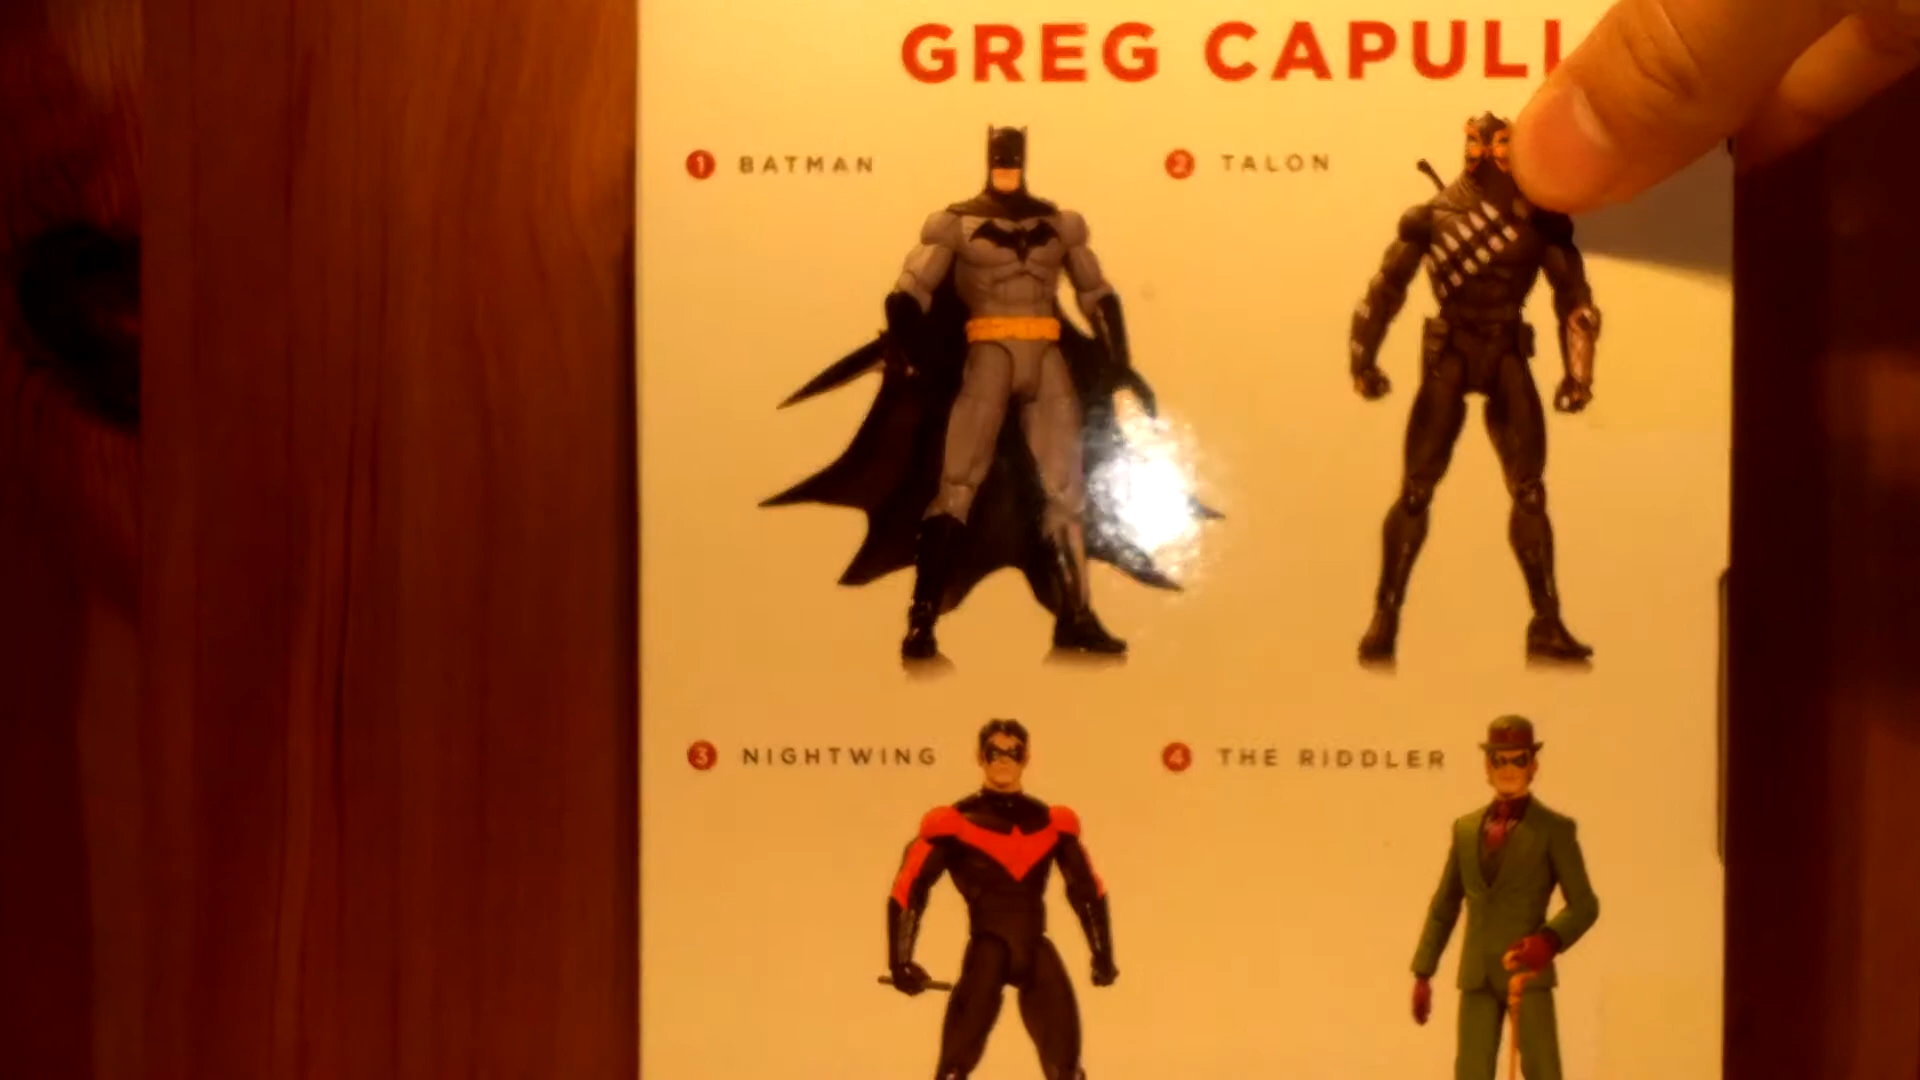 GREG CAPULL
1 BATMAN
2 TALON
3 NIGHTWING
4 THE RIDDLER